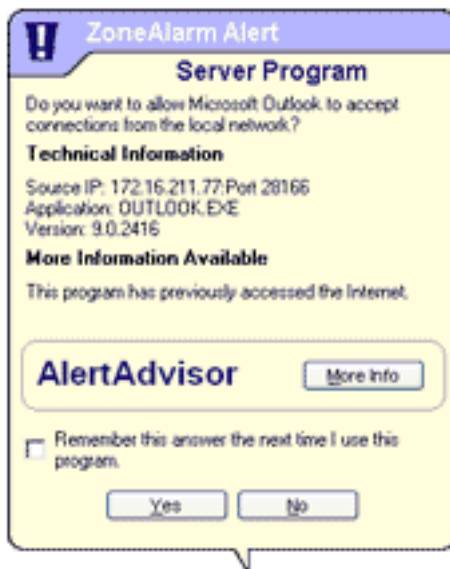 ZoneAlarm Alert
Server Program
Do you want to allow Microsoft Outlook to accept
connections from the local network?
Technical Information
Source IP: 172.16.211.77:Port 28166
Application: OUTLOOK.EXE
Version: 9.0.2416
More Information Available
This program has previously accessed the Internet.
AlertAdvisor
More Info
Remember this answer the next time I use this
program.
Yes
No